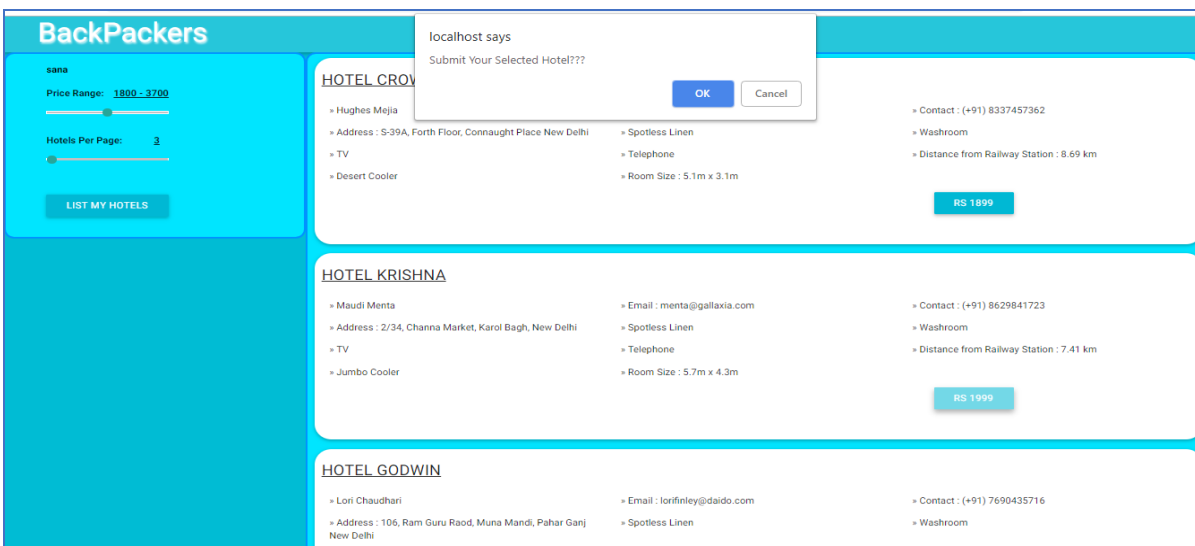 BackPackers
localhost says
Submit Your Selected Hotel???
OK
Cancel
sana
Price Range: 1800 - 3700
Hotels Per Page: 3
LIST MY HOTELS
HOTEL
» Hughes Mejia
» Contact : (+91) 8337457362
» Address : S-39A, Forth Floor, Connaught Place New Delhi
» Spotless Linen
» Washroom
» TV
» Telephone
» Distance from Railway Station : 8.69 km
» Desert Cooler
» Room Size : 5.1m x 3.1m
RS 1899
HOTEL KRISHNA
» Maudi Menta
» Email : menta@gallaxia.com
» Contact : (+91) 8629841723
» Address : 2/34, Channa Market, Karol Bagh, New Delhi
» Spotless Linen
» Washroom
» TV
» Telephone
» Distance from Railway Station : 7.41 km
» Jumbo Cooler
» Room Size : 5.7m x 4.3m
RS 1999
HOTEL GODWIN
» Lori Chaudhari
» Email : lorifinley@daido.com
» Contact : (+91) 7690435716
» Address : 106, Ram Guru Raod, Muna Mandi, Pahar Ganj
New Delhi
» Spotless Linen
» Washroom